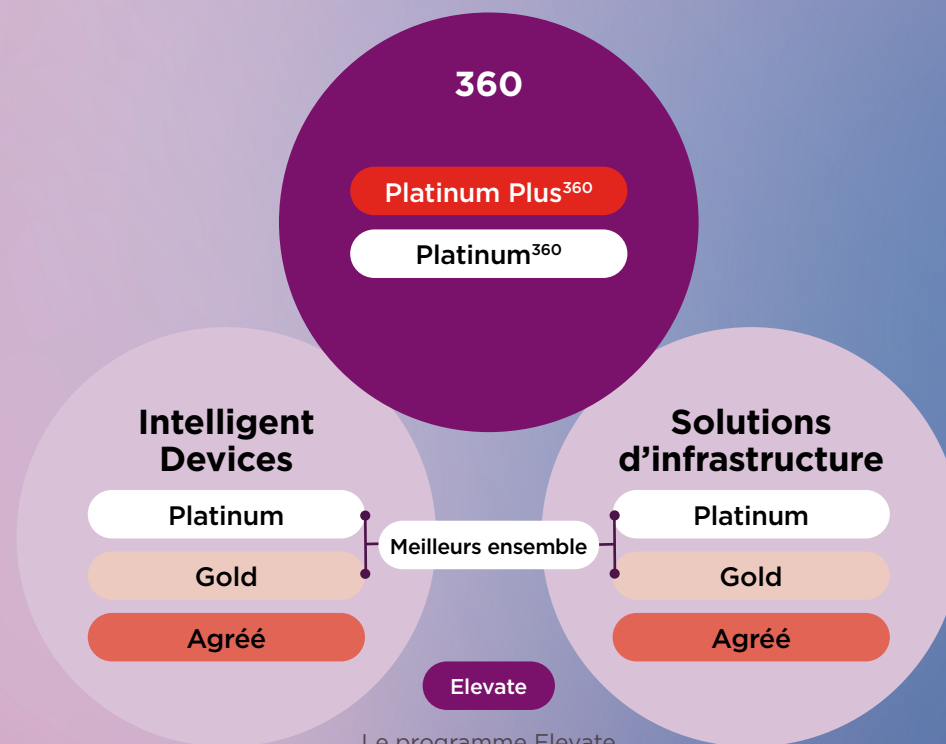 360
Platinum Plus³⁶⁰
Platinum³⁶⁰
Intelligent
Devices
Platinum
Gold
Agréé
Meilleurs ensemble
Solutions
d’infrastructure
Platinum
Gold
Agréé
Elevate
Le programme Elevate